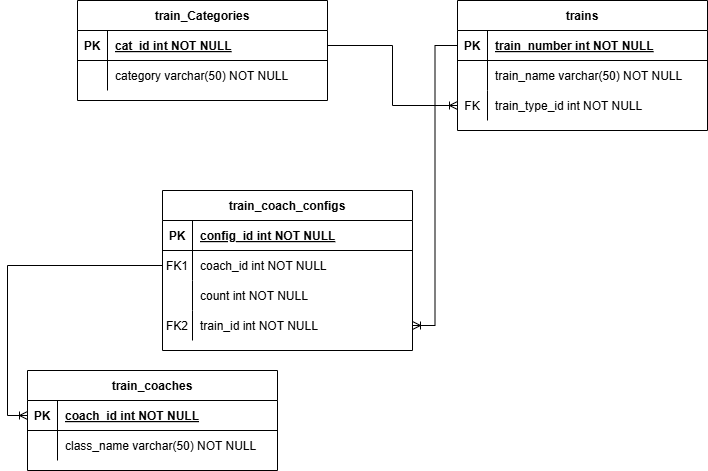 train_Categories
PK cat_id int NOT NULL
category varchar(50) NOT NULL
trains
PK train_number int NOT NULL
train_name varchar(50) NOT NULL
FK train_type_id int NOT NULL
train_coach_configs
PK config_id int NOT NULL
FK1 coach_id int NOT NULL
count int NOT NULL
FK2 train_id int NOT NULL
train_coaches
PK coach_id int NOT NULL
class_name varchar(50) NOT NULL